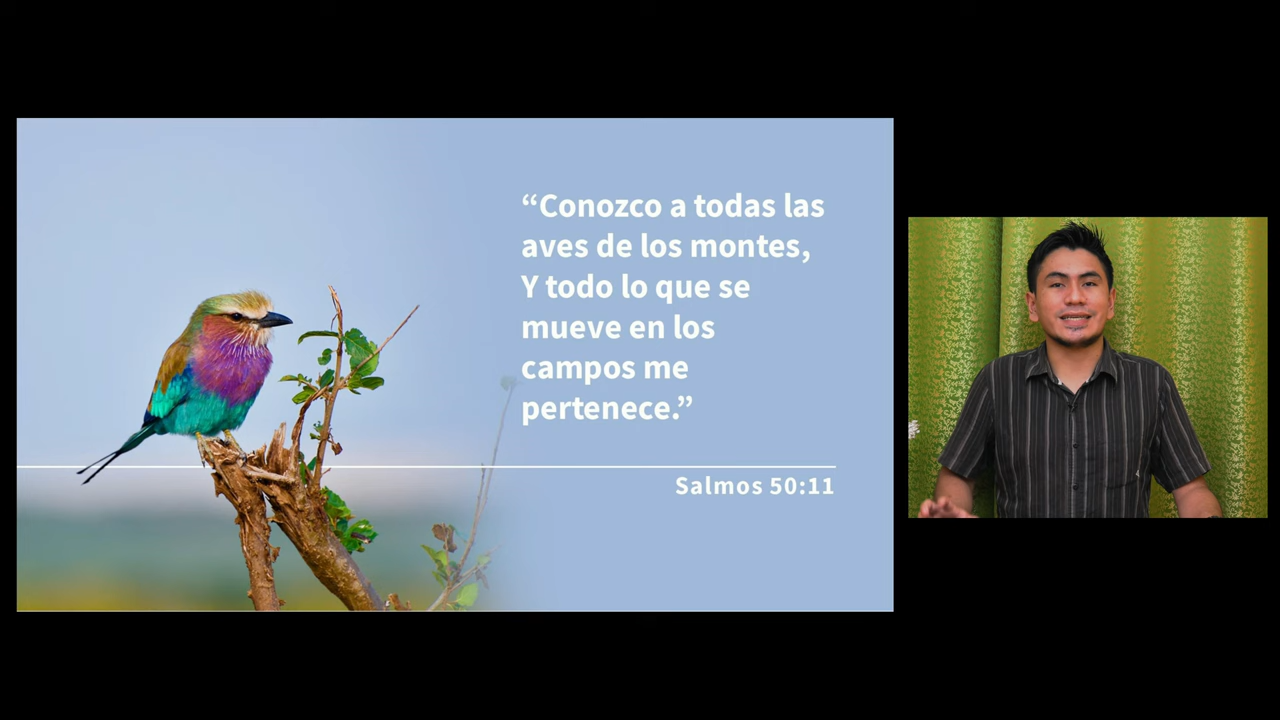 “Conozco a todas las
aves de los montes,
Y todo lo que se
mueve en los
campos me
pertenece.”
Salmos 50:11